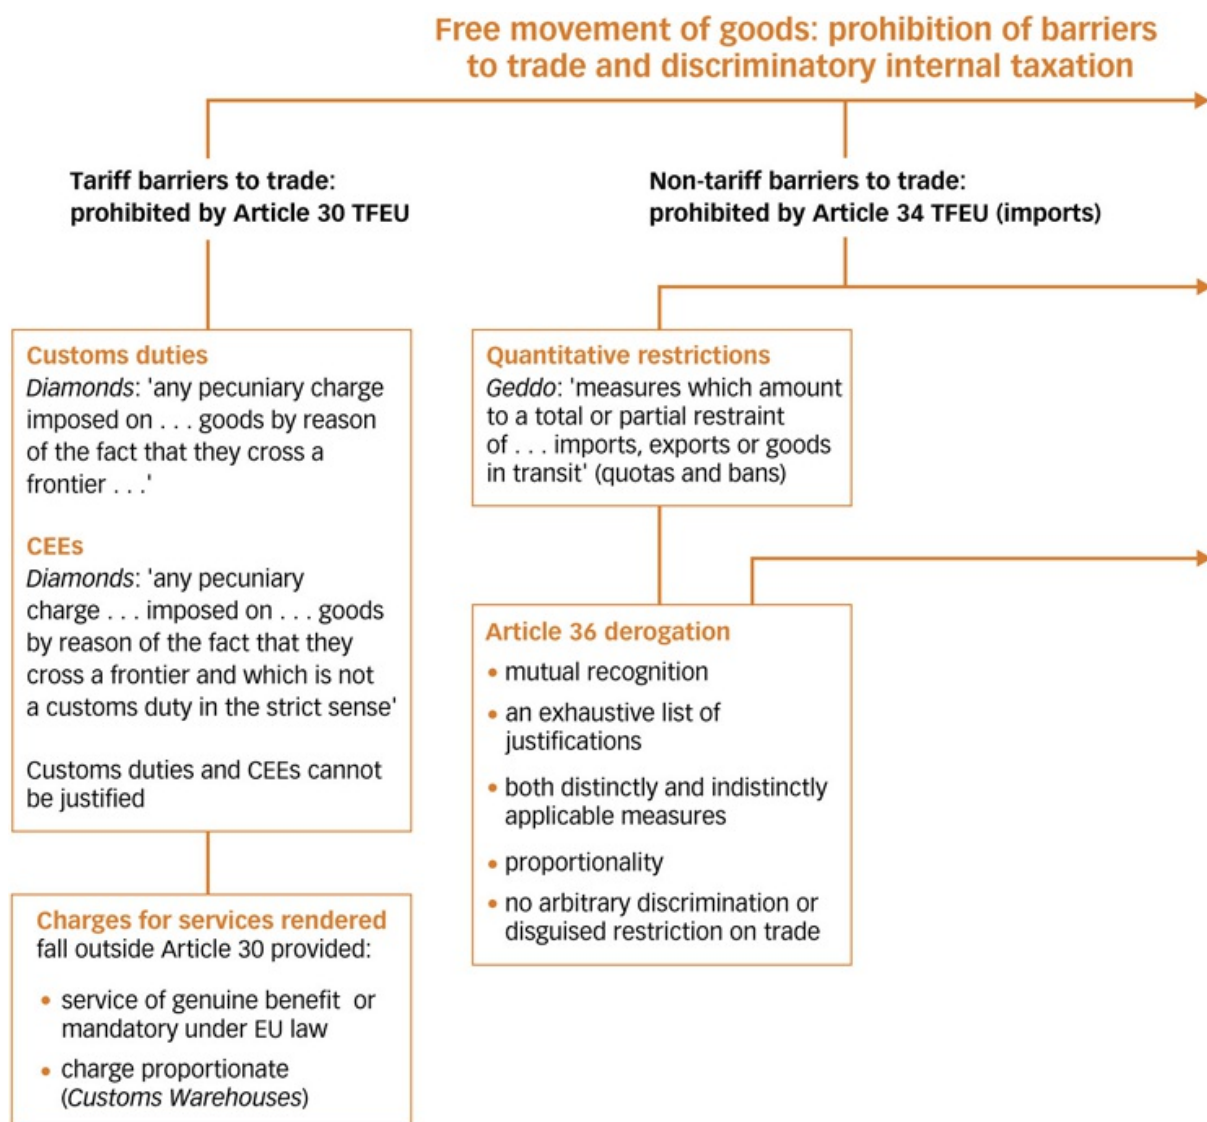 Free movement of goods: prohibition of barriers
to trade and discriminatory internal taxation
Tariff barriers to trade:
prohibited by Article 30 TFEU
Non-tariff barriers to trade:
prohibited by Article 34 TFEU (imports)
Customs duties
Diamonds: 'any pecuniary charge
imposed on . . . goods by reason
of the fact that they cross a
frontier . . .'
CEEs
Diamonds: 'any pecuniary
charge . . . imposed on . . . goods
by reason of the fact that they
cross a frontier and which is not
a customs duty in the strict sense'
Customs duties and CEEs cannot
be justified
Charges for services rendered
fall outside Article 30 provided:
• service of genuine benefit or
mandatory under EU law
• charge proportionate
(Customs Warehouses)
Quantitative restrictions
Geddo: 'measures which amount
to a total or partial restraint
of . . . imports, exports or goods
in transit' (quotas and bans)
Article 36 derogation
• mutual recognition
• an exhaustive list of
justifications
• both distinctly and indistinctly
applicable measures
• proportionality
• no arbitrary discrimination or
disguised restriction on trade